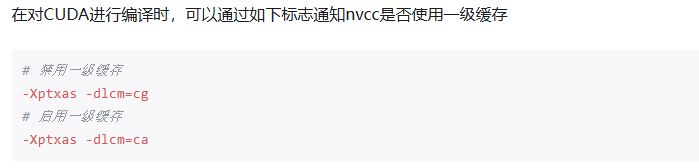 在对CUDA进行编译时，可以通过如下标志通知nvcc是否使用一级缓存
# 禁用一级缓存
-Xptxas -dlcm=cg
# 启用一级缓存
-Xptxas -dlcm=ca